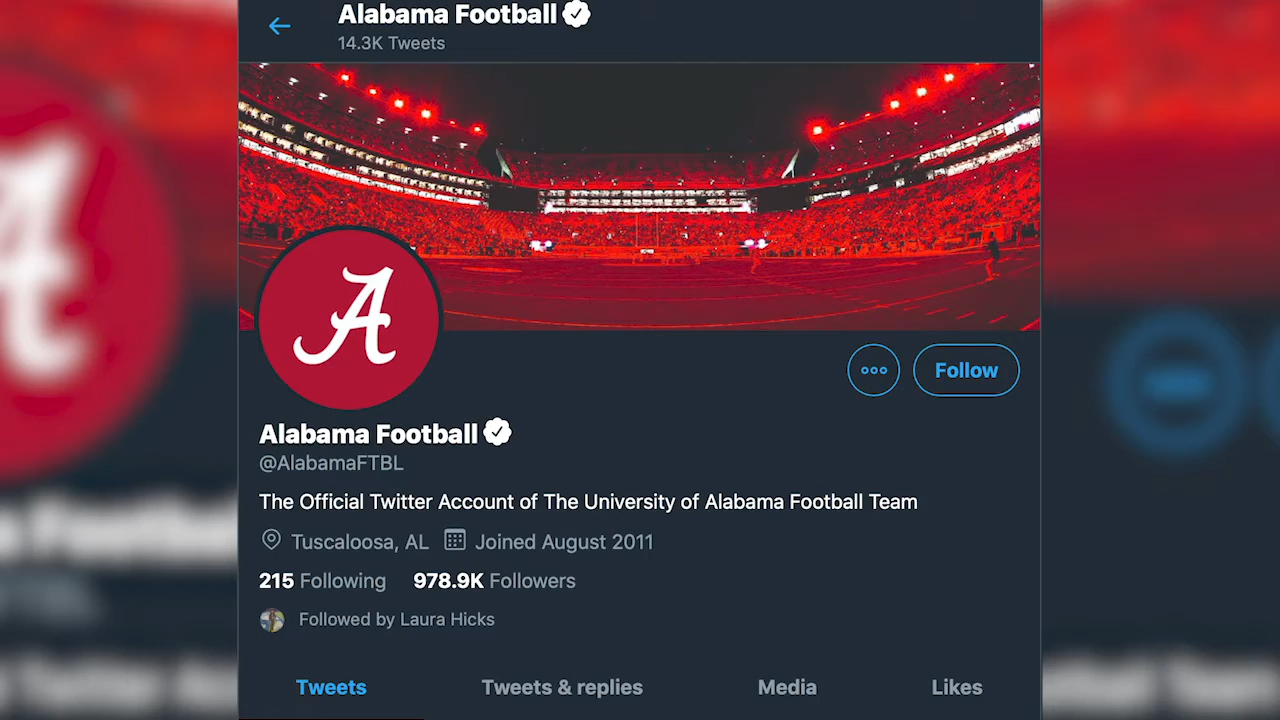 Alabama Football
14.3K Tweets
A
Follow
Alabama Football
@AlabamaFTBL
The Official Twitter Account of The University of Alabama Football Team
Tuscaloosa, AL Joined August 2011
215 Following 978.9K Followers
Followed by Laura Hicks
Tweets Tweets & replies Media Likes